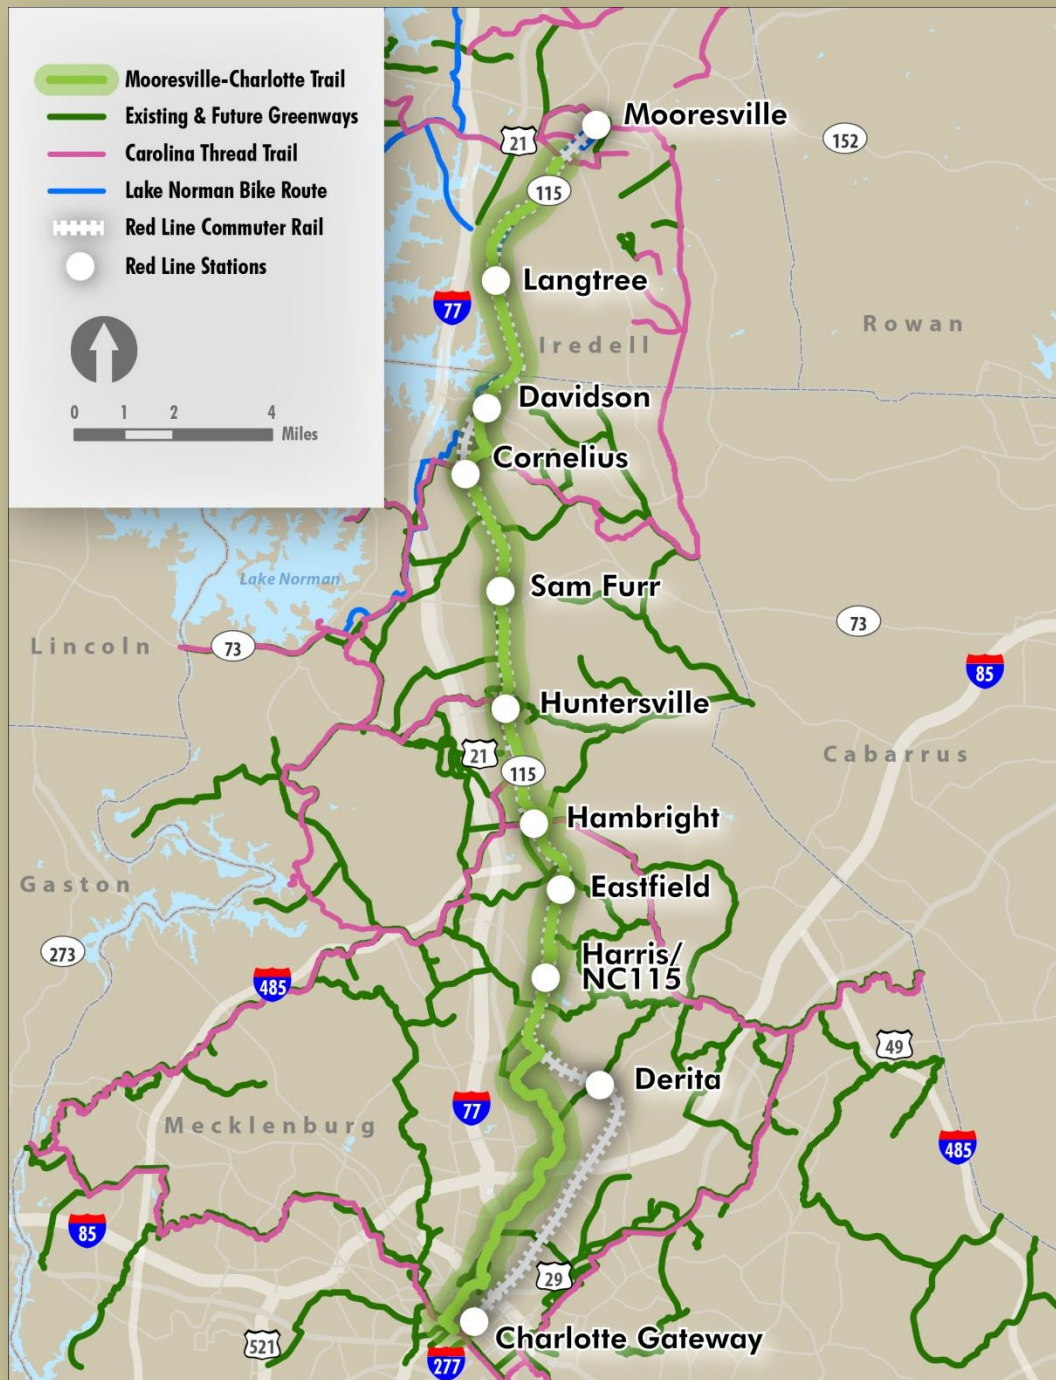 Mooresville-Charlotte Trail
Existing & Future Greenways
Carolina Thread Trail
Lake Norman Bike Route
Red Line Commuter Rail
Red Line Stations
0 1 2 4
Miles
Mooresville
21
152
115
Langtree
77
Rowan
Iredell
Davidson
Cornelius
Lake Norman
Sam Furr
73
Lincoln
73
85
Huntersville
21
Cabarrus
115
Hambright
Gaston
Eastfield
273
Harris/
NC115
485
49
Derita
77
Mecklenburg
485
85
29
Charlotte Gateway
521
277